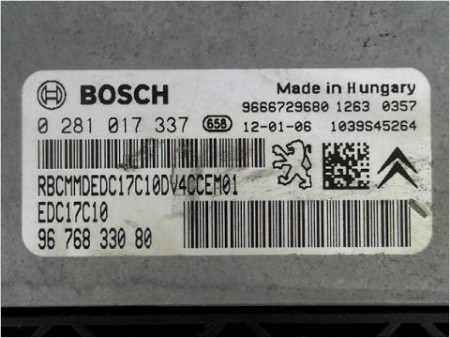 BOSCH
Made in Hungary
9666729680 1263 0357
0 281 017 337 658 12-01-06 1039S45264
RBCMMDEDC17C10DV4CCEM01
EDC17C10
96 768 330 80